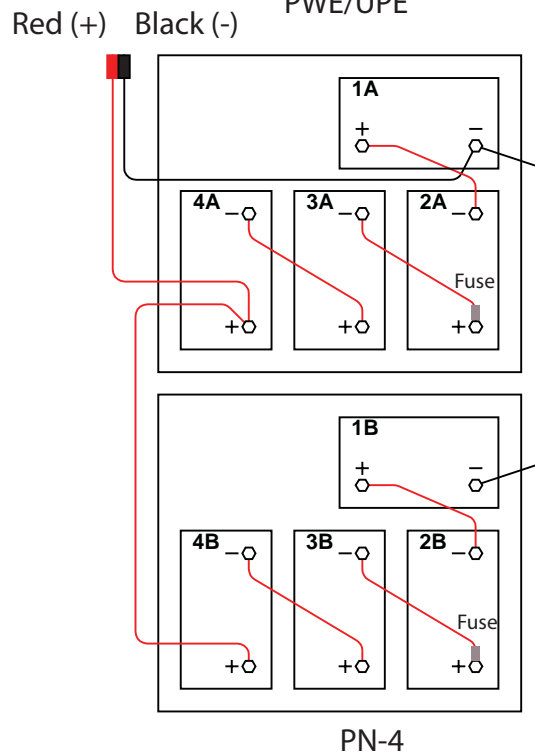 PWE/UPE
Red (+) Black (-)
1A
+ −
4A 3A 2A
− − −
Fuse
+ + +
1B
+ −
4B 3B 2B
− − −
Fuse
+ + +
PN-4